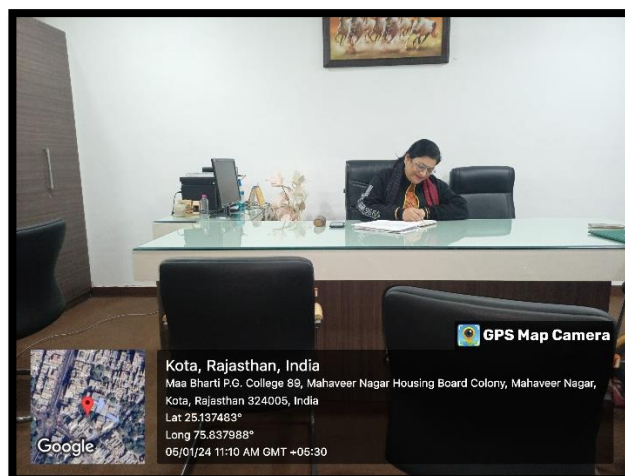 GPS Map Camera
Kota, Rajasthan, India
Maa Bharti P.G. College 89, Mahaveer Nagar Housing Board Colony, Mahaveer Nagar,
Kota, Rajasthan 324005, India
Lat 25.137483°
Long 75.837988°
05/01/24 11:10 AM GMT +05:30
Google